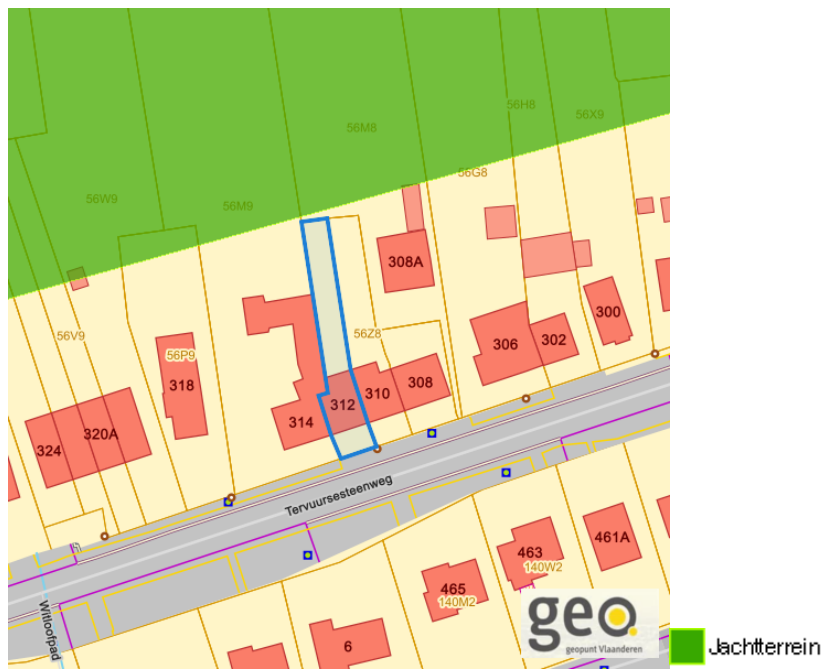 56M8
56H8
56X9
56G8
56W9
56M9
308A
56V9
56Z8
300
306
302
56P9
318
308
310
312
314
324
320A
Tervuursesteenweg
Witloofpad
461A
463
140W2
465
140M2
6
geo
geopunt Vlaanderen
Jachtterrein